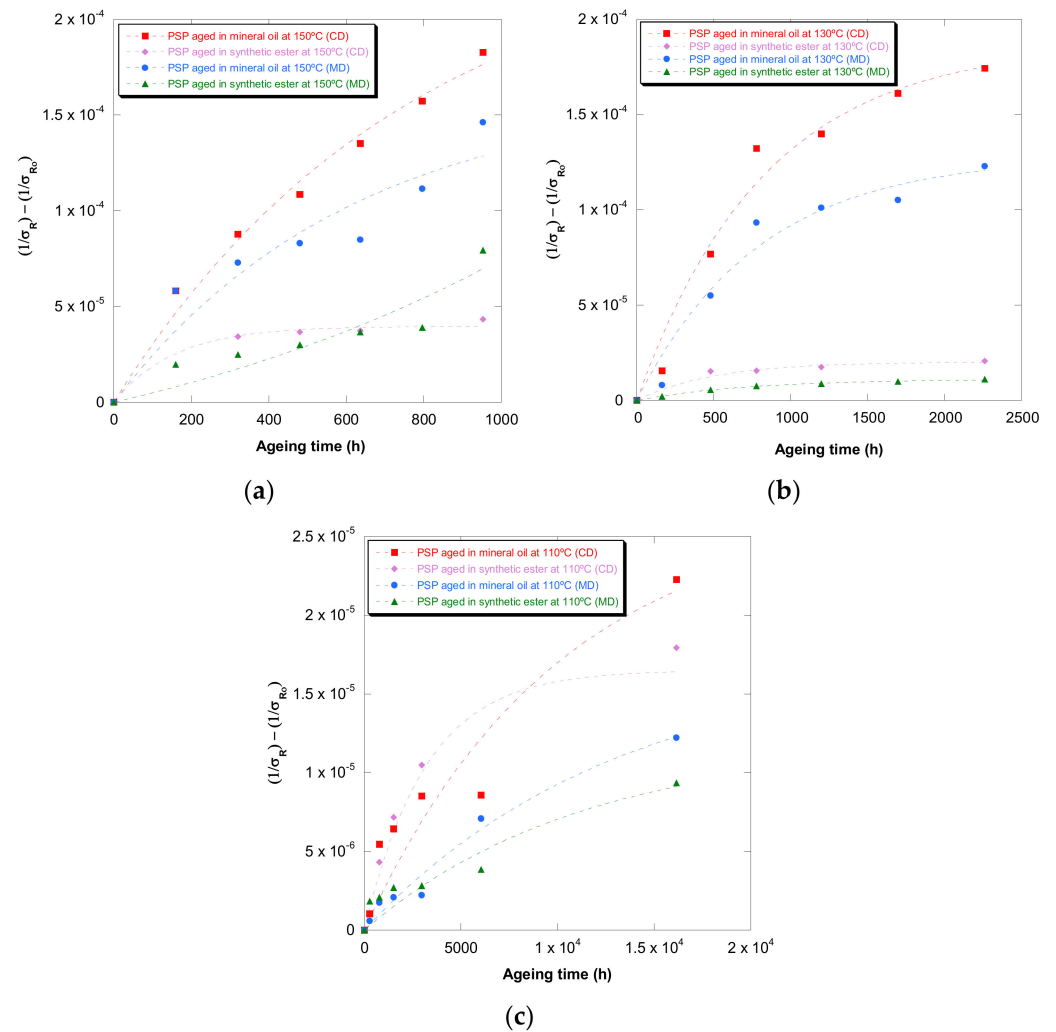 2 x 10⁻⁴
1.5 x 10⁻⁴
1 x 10⁻⁴
5 x 10⁻⁵
0
(1/σR) – (1/σRo)
PSP aged in mineral oil at 150ºC (CD)
PSP aged in synthetic ester at 150ºC (CD)
PSP aged in mineral oil at 150ºC (MD)
PSP aged in synthetic ester at 150ºC (MD)
0 200 400 600 800 1000
Ageing time (h)
(a)
2 x 10⁻⁴
1.5 x 10⁻⁴
1 x 10⁻⁴
5 x 10⁻⁵
0
(1/σR) – (1/σRo)
PSP aged in mineral oil at 130ºC (CD)
PSP aged in synthetic ester at 130ºC (CD)
PSP aged in mineral oil at 130ºC (MD)
PSP aged in synthetic ester at 130ºC (MD)
0 500 1000 1500 2000 2500
Ageing time (h)
(b)
2.5 x 10⁻⁵
2 x 10⁻⁵
1.5 x 10⁻⁵
1 x 10⁻⁵
5 x 10⁻⁶
0
(1/σR) – (1/σRo)
PSP aged in mineral oil at 110ºC (CD)
PSP aged in synthetic ester at 110ºC (CD)
PSP aged in mineral oil at 110ºC (MD)
PSP aged in synthetic ester at 110ºC (MD)
0 5000 1 x 10⁴ 1.5 x 10⁴ 2 x 10⁴
Ageing time (h)
(c)